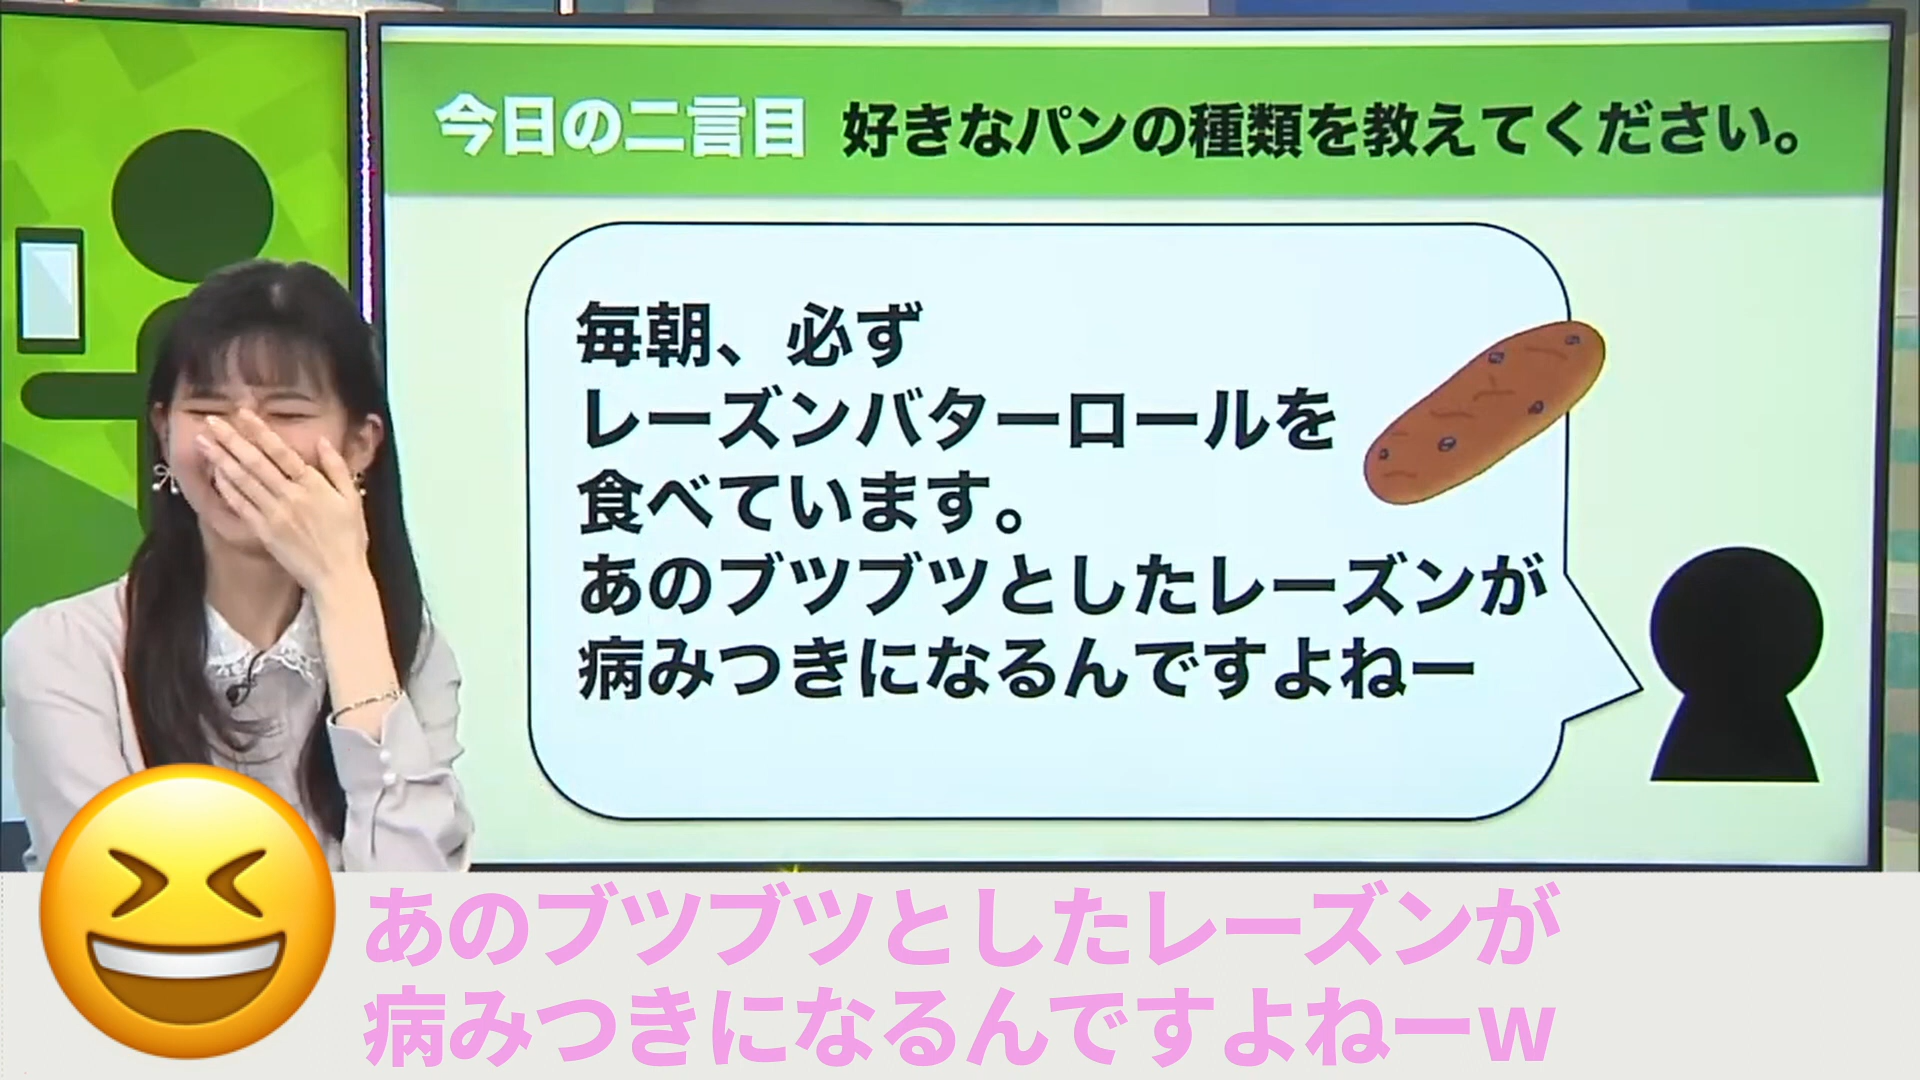 今日の二言目 好きなパンの種類を教えてください。
毎朝、必ず
レーズンバターロールを
食べています。
あのブツブツとしたレーズンが
病みつきになるんですよねー
あのブツブツとしたレーズンが
病みつきになるんですよねーw